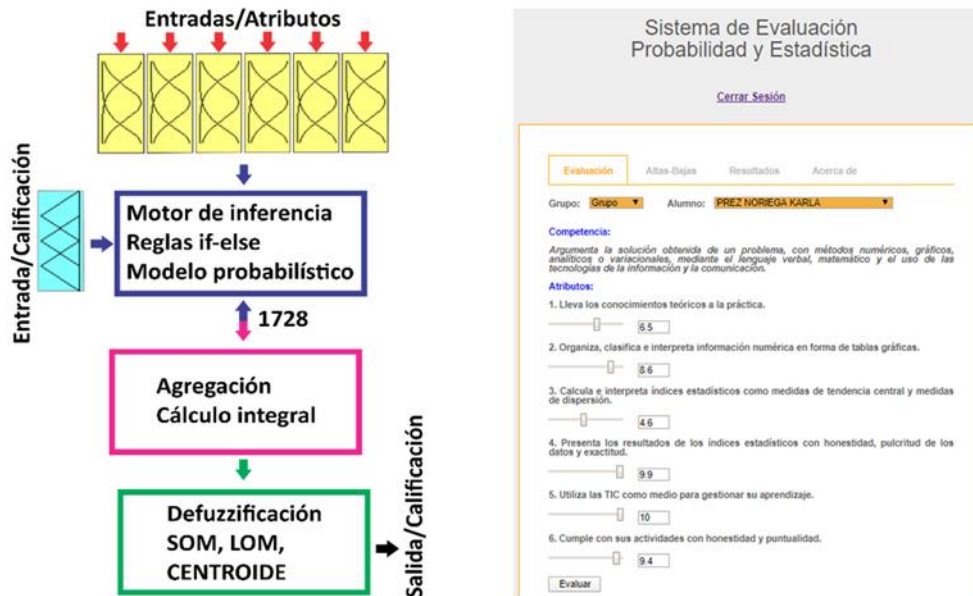 Entradas/Atributos
Entrada/Calificación
Motor de inferencia
Reglas if-else
Modelo probabilístico
1728
Agregación
Cálculo integral
Defuzzificación
SOM, LOM,
CENTROIDE
Salida/Calificación
Sistema de Evaluación
Probabilidad y Estadística
Cerrar Sesión
Evaluación Altas-Bajas Resultados Acerca de
Grupo: Grupo Alumno: PREZ NORIEGA KARLA
Competencia:
Argumenta la solución obtenida de un problema, con métodos numéricos, gráficos,
analíticos o variacionales, mediante el lenguaje verbal, matemático y el uso de las
tecnologías de la información y la comunicación.
Atributos:
1. Lleva los conocimientos teóricos a la práctica.
6.5
2. Organiza, clasifica e interpreta información numérica en forma de tablas gráficas.
8.6
3. Calcula e interpreta índices estadísticos como medidas de tendencia central y medidas
de dispersión.
4.6
4. Presenta los resultados de los índices estadísticos con honestidad, pulcritud de los
datos y exactitud.
9.9
5. Utiliza las TIC como medio para gestionar su aprendizaje.
10
6. Cumple con sus actividades con honestidad y puntualidad.
9.4
Evaluar